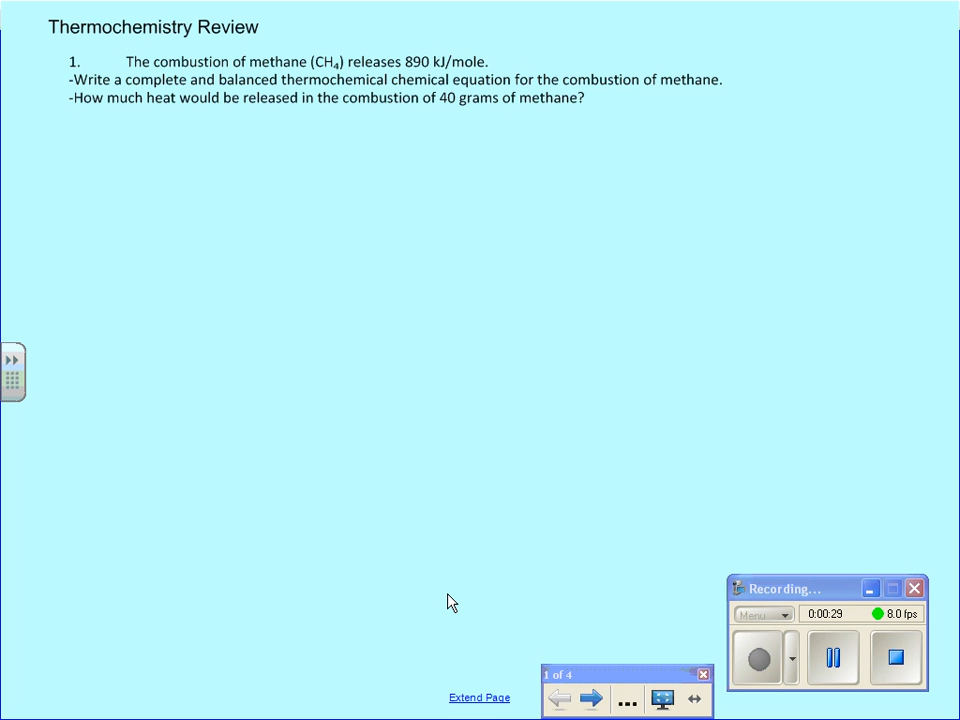 Thermochemistry Review
1. The combustion of methane (CH₄) releases 890 kJ/mole.
-Write a complete and balanced thermochemical chemical equation for the combustion of methane.
-How much heat would be released in the combustion of 40 grams of methane?
Recording...
Menu 0:00:29 8.0 fps
1 of 4
...
Extend Page